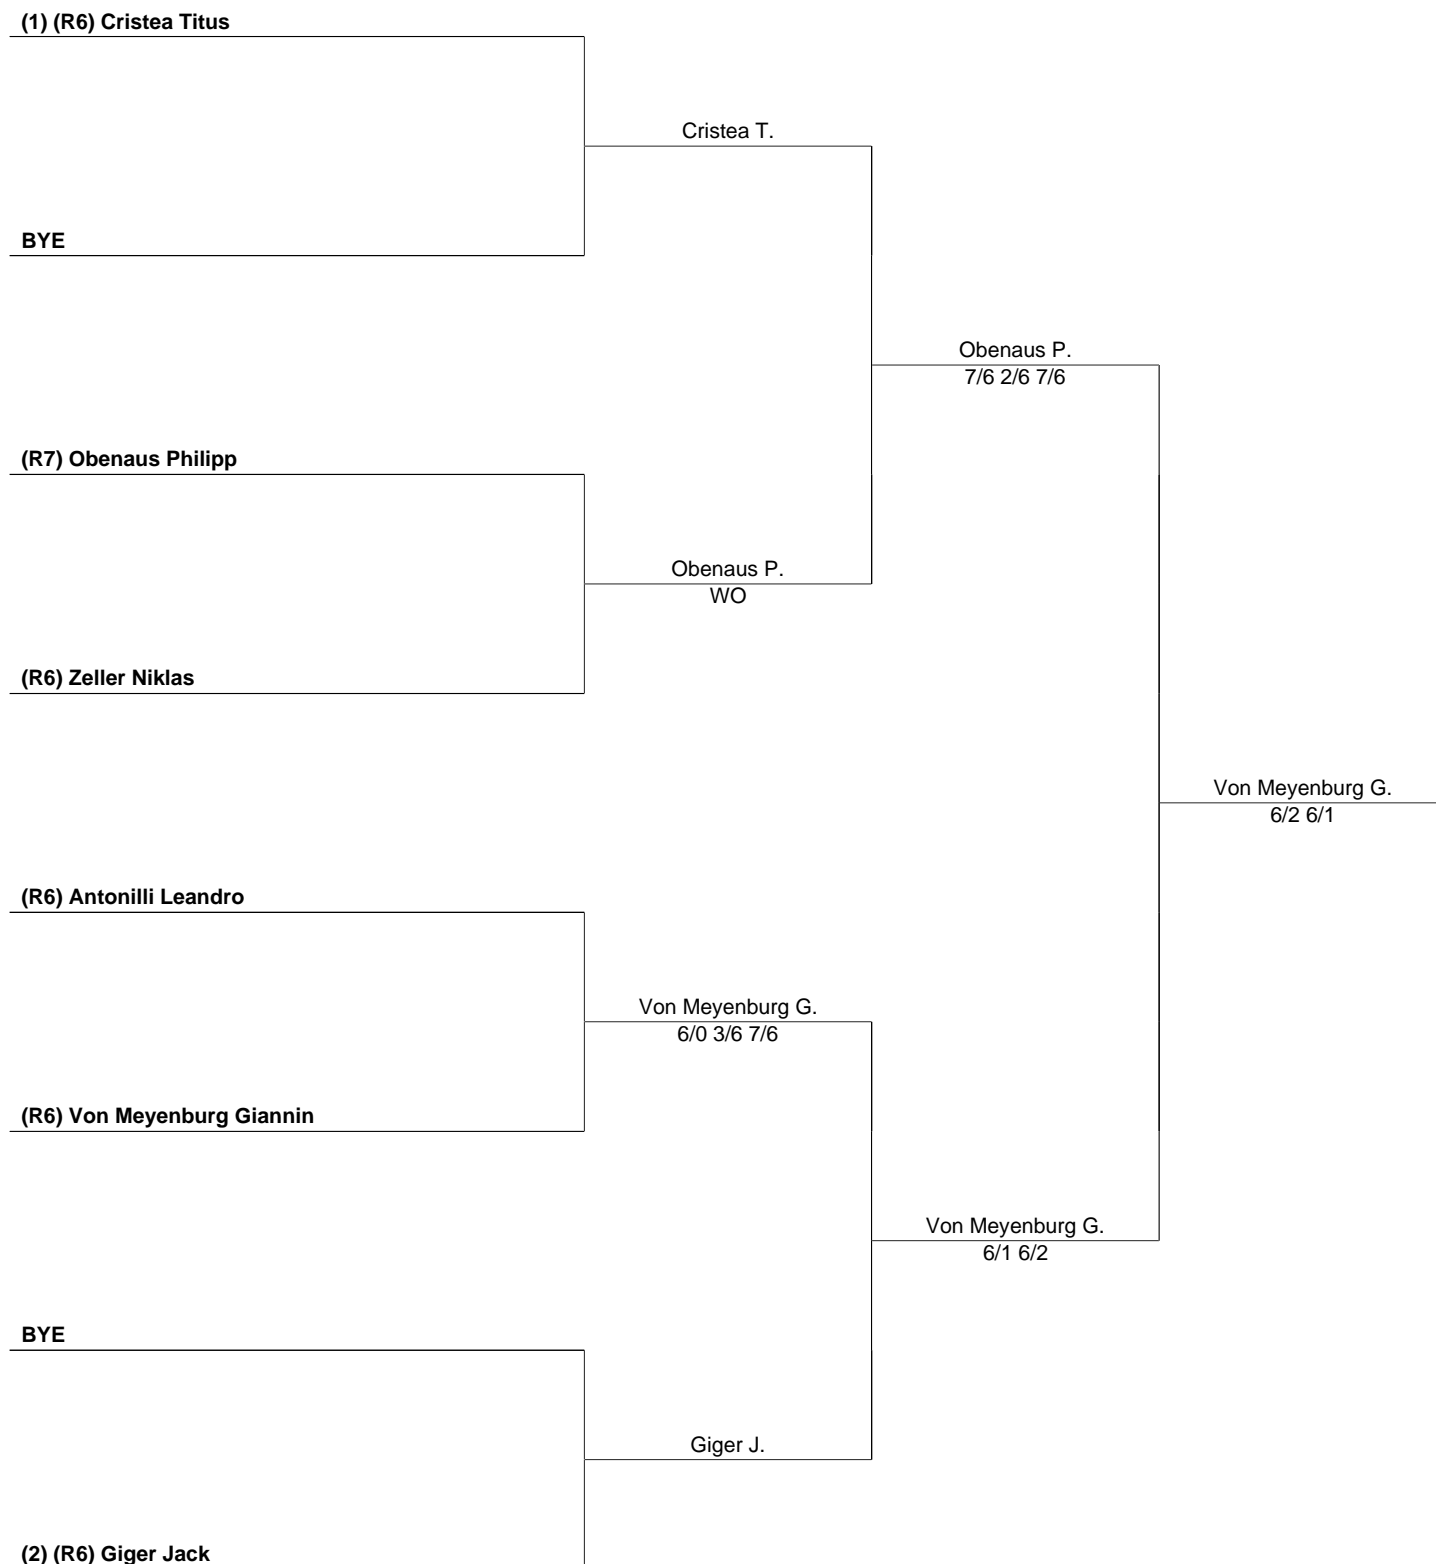 (1) (R6) Cristea Titus
Cristea T.
BYE
Obenaus P.
7/6 2/6 7/6
(R7) Obenaus Philipp
Obenaus P.
WO
(R6) Zeller Niklas
Von Meyenburg G.
6/2 6/1
(R6) Antonilli Leandro
Von Meyenburg G.
6/0 3/6 7/6
(R6) Von Meyenburg Giannin
Von Meyenburg G.
6/1 6/2
BYE
Giger J.
(2) (R6) Giger Jack